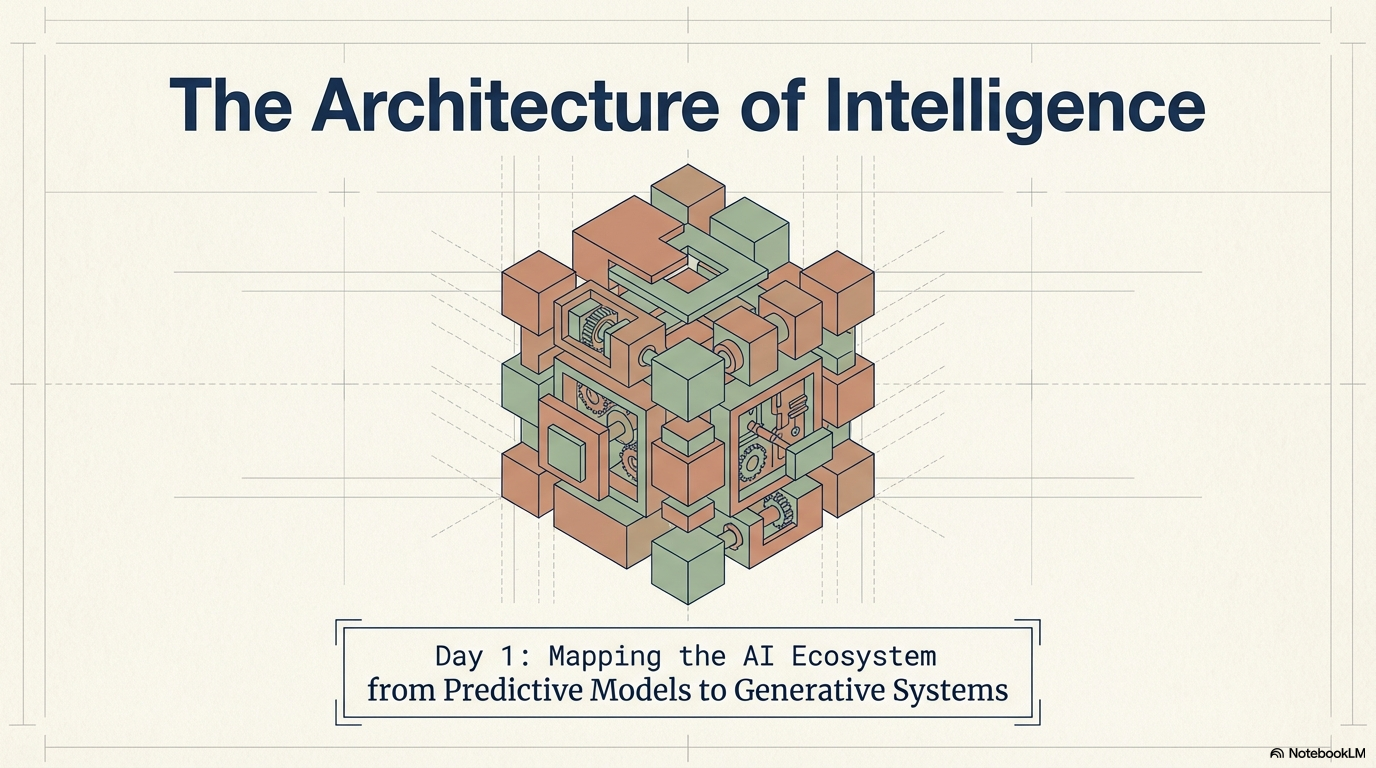 The Architecture of Intelligence
Day 1: Mapping the AI Ecosystem
from Predictive Models to Generative Systems
NotebookLM